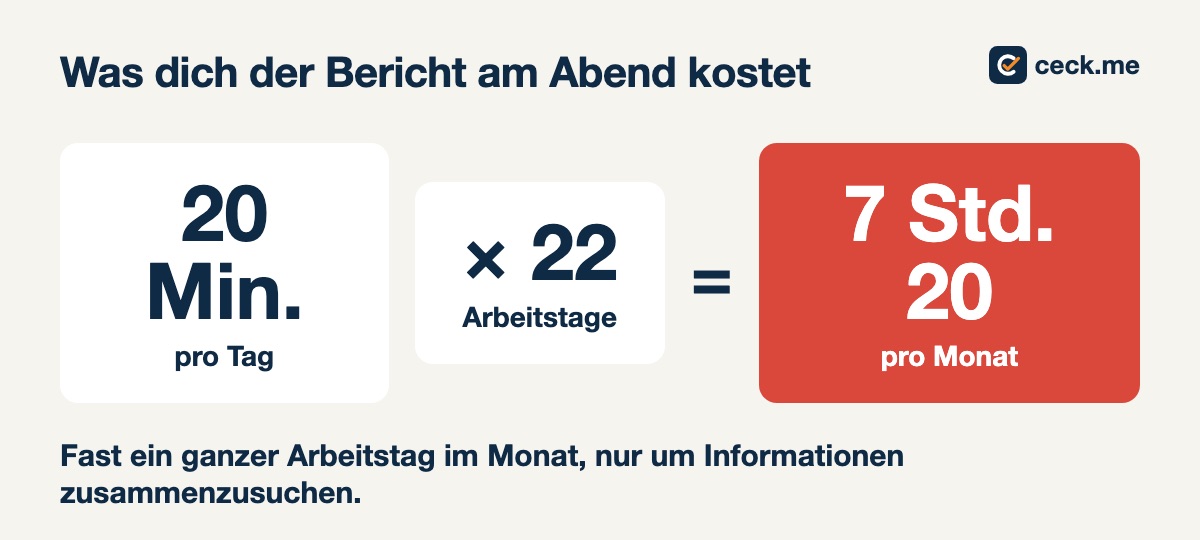 Was dich der Bericht am Abend kostet
ceck.me
20
Min.
pro Tag
× 22
Arbeitstage
=
7 Std.
20
pro Monat
Fast ein ganzer Arbeitstag im Monat, nur um Informationen
zusammenzusuchen.